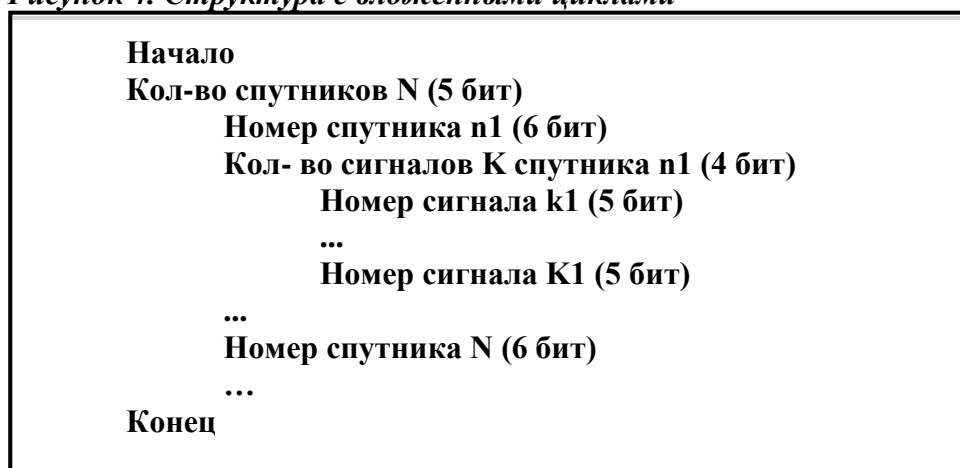 Рисунок 4. Структура с вложенными циклами
Начало
Кол-во спутников N (5 бит)
Номер спутника n1 (6 бит)
Кол- во сигналов K спутника n1 (4 бит)
Номер сигнала k1 (5 бит)
...
Номер сигнала K1 (5 бит)
...
Номер спутника N (6 бит)
…
Конец